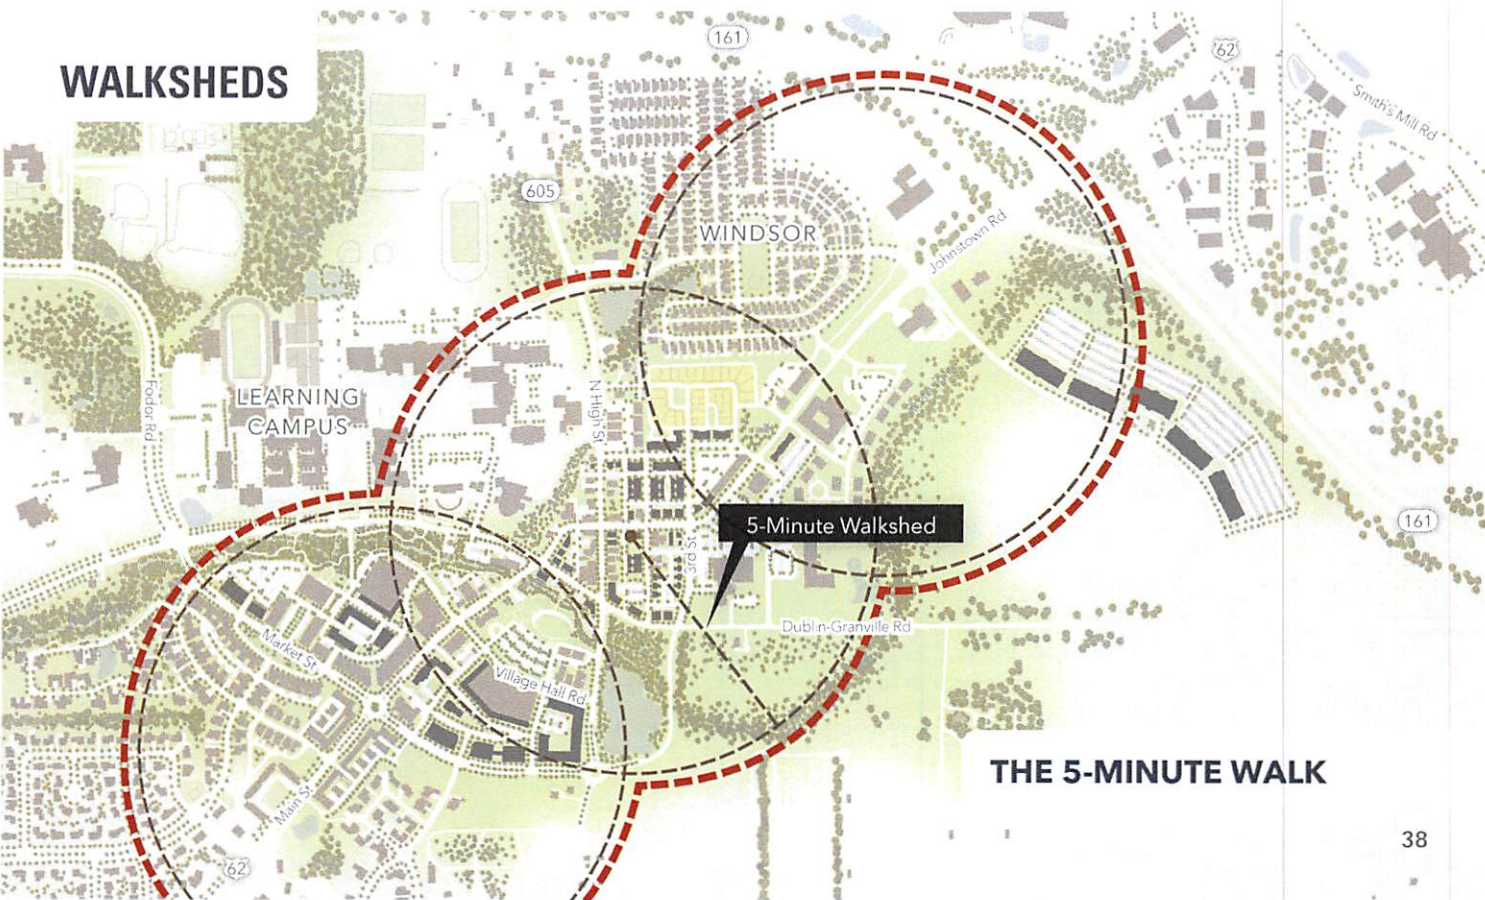 WALKSHEDS
161
62
Smith's Mill Rd
605
WINDSOR
Johnstown Rd
LEARNING
CAMPUS
Fodor Rd
N High St
5-Minute Walkshed
161
3rd St
Dublin-Granville Rd
Market St
Village Hall Rd
THE 5-MINUTE WALK
Main St
38
62